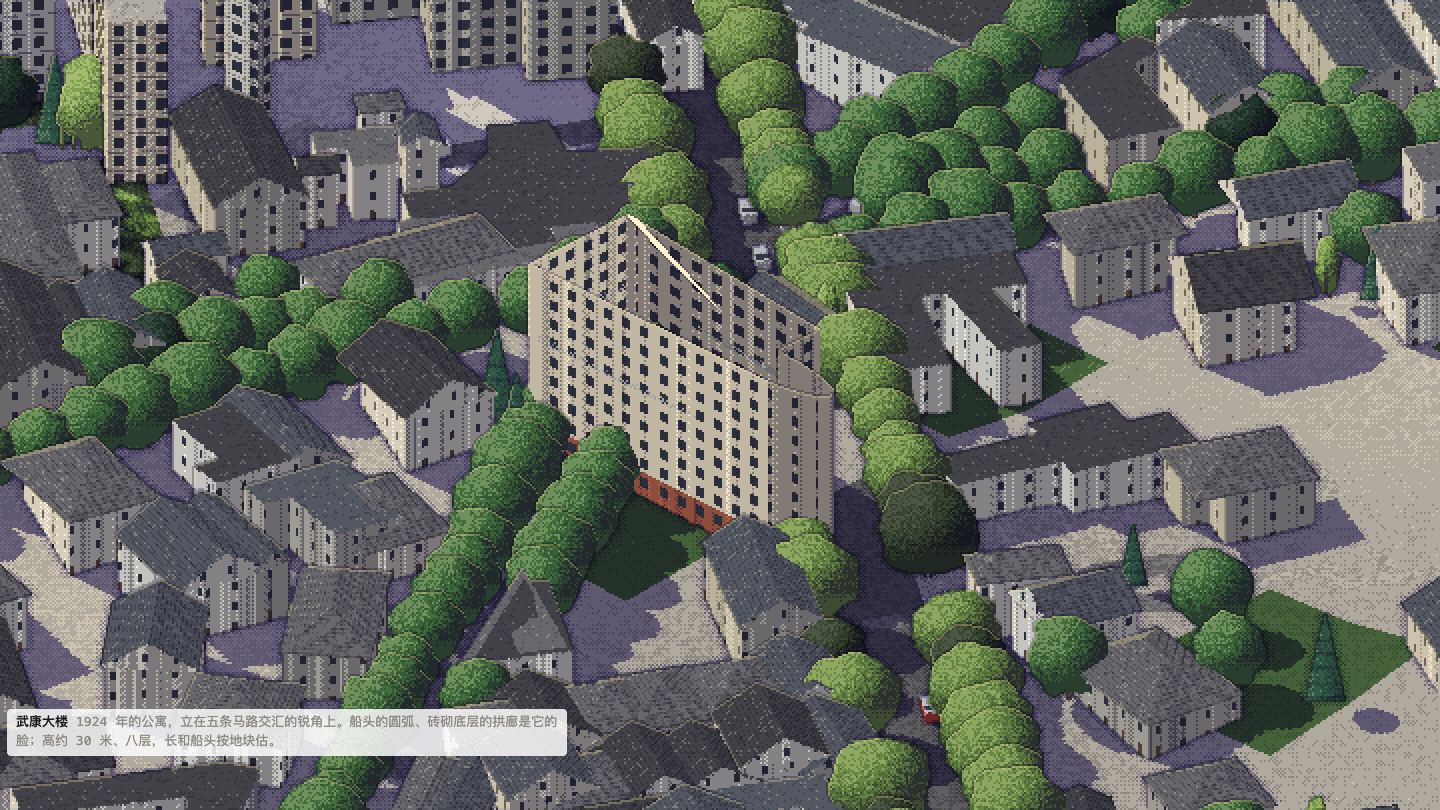 武康大楼 1924 年的公寓，立在五条马路交汇的锐角上。船头的圆弧、砖砌底层的拱廊是它的
脸；高约 30 米、八层，长和船头按地块估。